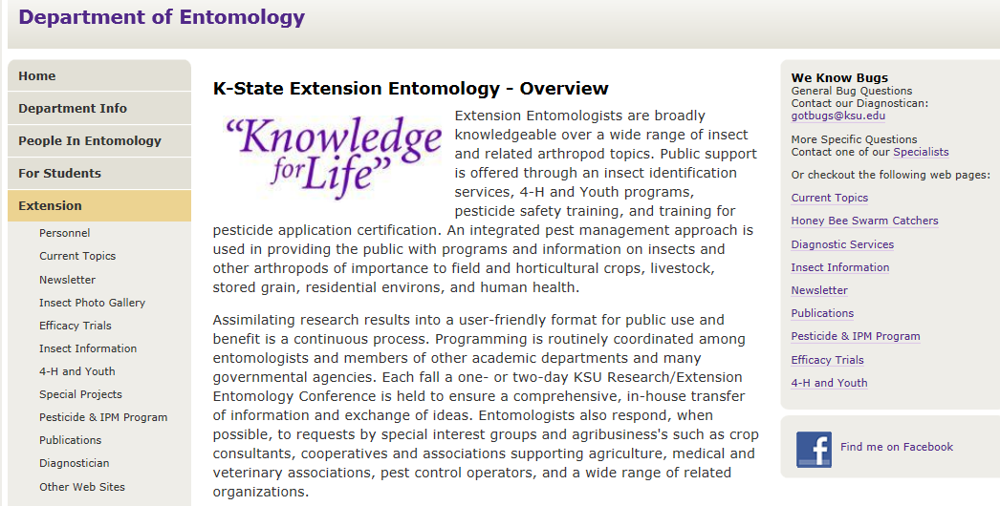 Department of Entomology
Home
Department Info
People In Entomology
For Students
Extension
Personnel
Current Topics
Newsletter
Insect Photo Gallery
Efficacy Trials
Insect Information
4-H and Youth
Special Projects
Pesticide & IPM Program
Publications
Diagnostician
Other Web Sites
K-State Extension Entomology - Overview
“Knowledge
for Life”
Extension Entomologists are broadly
knowledgeable over a wide range of insect
and related arthropod topics. Public support
is offered through an insect identification
services, 4-H and Youth programs,
pesticide safety training, and training for
pesticide application certification. An integrated pest management approach is
used in providing the public with programs and information on insects and
other arthropods of importance to field and horticultural crops, livestock,
stored grain, residential environs, and human health.
Assimilating research results into a user-friendly format for public use and
benefit is a continuous process. Programming is routinely coordinated among
entomologists and members of other academic departments and many
governmental agencies. Each fall a one- or two-day KSU Research/Extension
Entomology Conference is held to ensure a comprehensive, in-house transfer
of information and exchange of ideas. Entomologists also respond, when
possible, to requests by special interest groups and agribusiness's such as crop
consultants, cooperatives and associations supporting agriculture, medical and
veterinary associations, pest control operators, and a wide range of related
organizations.
We Know Bugs
General Bug Questions
Contact our Diagnostican:
gotbugs@ksu.edu
More Specific Questions
Contact one of our Specialists
Or checkout the following web pages:
Current Topics
Honey Bee Swarm Catchers
Diagnostic Services
Insect Information
Newsletter
Publications
Pesticide & IPM Program
Efficacy Trials
4-H and Youth
f
Find me on Facebook